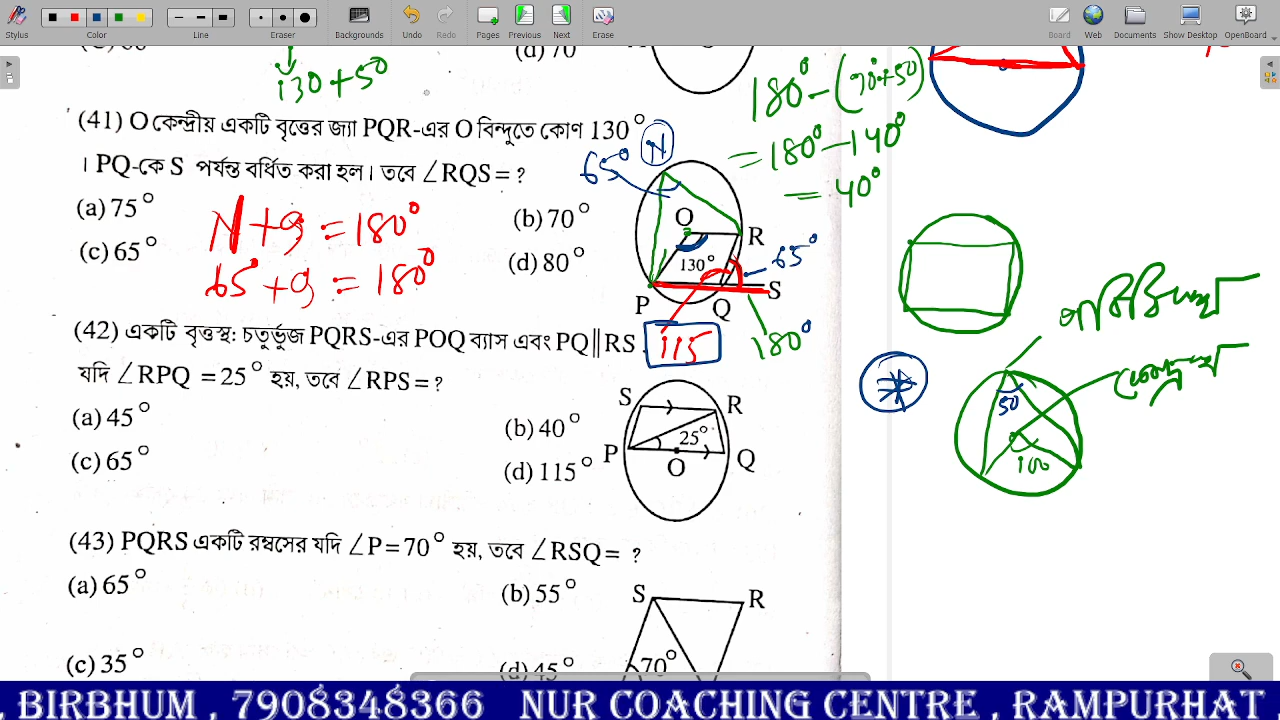 Stylus
Color
Line
Eraser
Backgrounds
Undo
Redo
Pages
Previous
Next
Erase
Board
Web
Documents
Show Desktop
OpenBoard
(d) 70
130 + 50°
180° - (90°+50)
= 180° - 140°
= 40°
(41) O কেন্দ্রীয় একটি বৃত্তের জ্যা PQR-এর O বিন্দুতে কোণ 130°
। PQ-কে S পর্যন্ত বর্ধিত করা হল। তবে ∠RQS = ?
(a) 75°
(b) 70°
(c) 65°
(d) 80°
N + 9 = 180°
65 + 9 = 180°
65°
N
O
R
130°
65°
P
Q
S
115
180°
(42) একটি বৃত্তস্থ: চতুর্ভুজ PQRS-এর POQ ব্যাস এবং PQ||RS
যদি ∠RPQ = 25° হয়, তবে ∠RPS = ?
(a) 45°
(b) 40°
(c) 65°
(d) 115°
S
R
25°
P
O
Q
50
100
(43) PQRS একটি রম্বসের যদি ∠P = 70° হয়, তবে ∠RSQ = ?
(a) 65°
(b) 55°
(c) 35°
(d) 45°
S
R
70°
, BIRBHUM , 7908348366 NUR COACHING CENTRE , RAMPURHAT